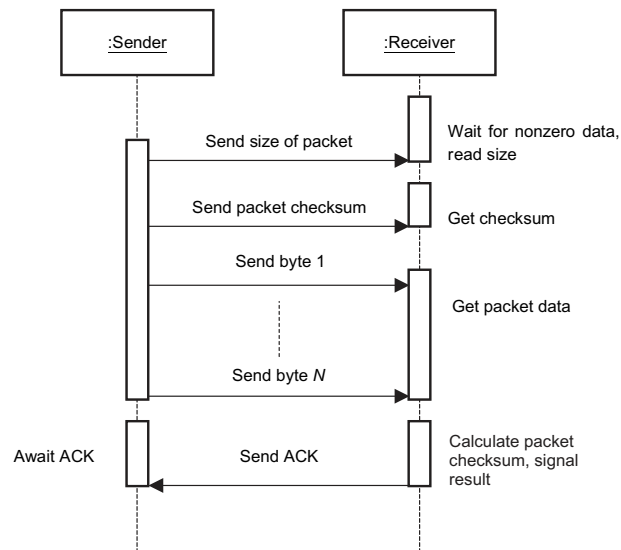 :Sender
:Receiver
Send size of packet
Wait for nonzero data,
read size
Send packet checksum
Get checksum
Send byte 1
Get packet data
Send byte N
Await ACK
Send ACK
Calculate packet
checksum, signal
result